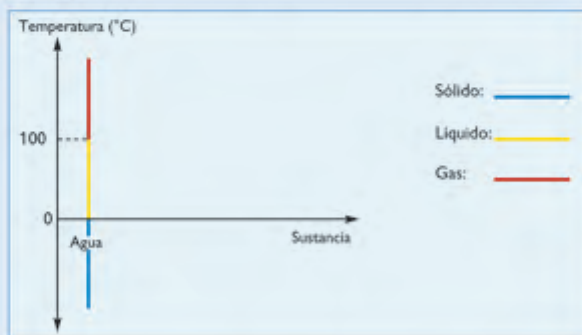 Temperatura (°C)
Sólido:
100
Líquido:
Gas:
0
Agua
Sustancia